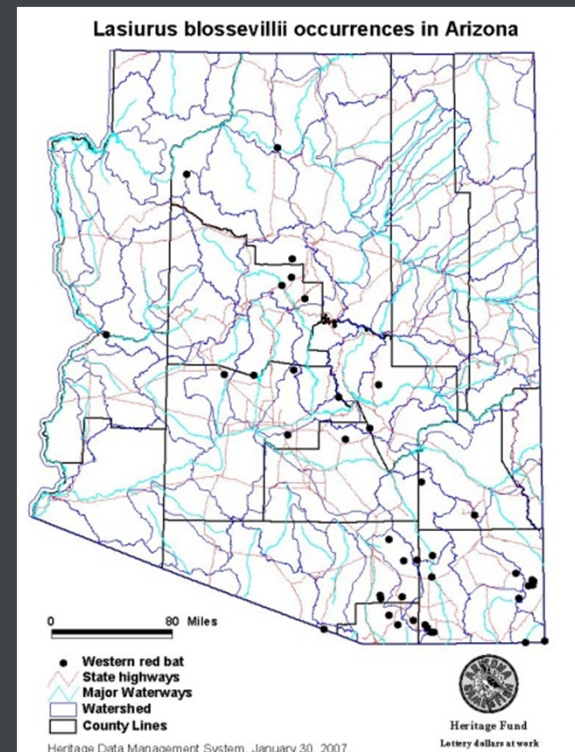 Lasiurus blossevillii occurrences in Arizona
0 80 Miles
Western red bat
State highways
Major Waterways
Watershed
County Lines
Heritage Fund
Lottery dollars at work
Heritage Data Management System, January 30, 2007.